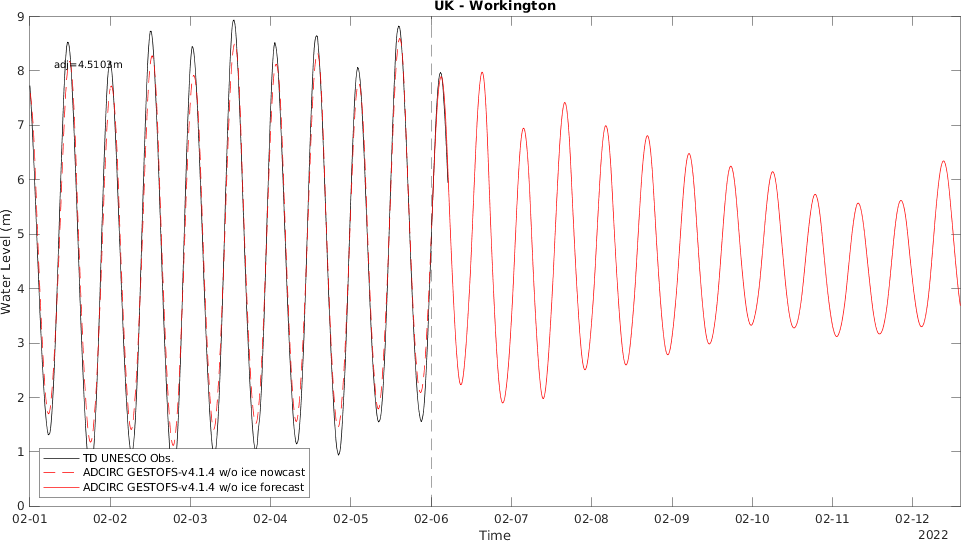 UK - Workington
9
8
7
6
5
4
3
2
1
0
Water Level (m)
adj=4.5103m
TD UNESCO Obs.
ADCIRC GESTOFS-v4.1.4 w/o ice nowcast
ADCIRC GESTOFS-v4.1.4 w/o ice forecast
02-01 02-02 02-03 02-04 02-05 02-06 02-07 02-08 02-09 02-10 02-11 02-12
Time
2022